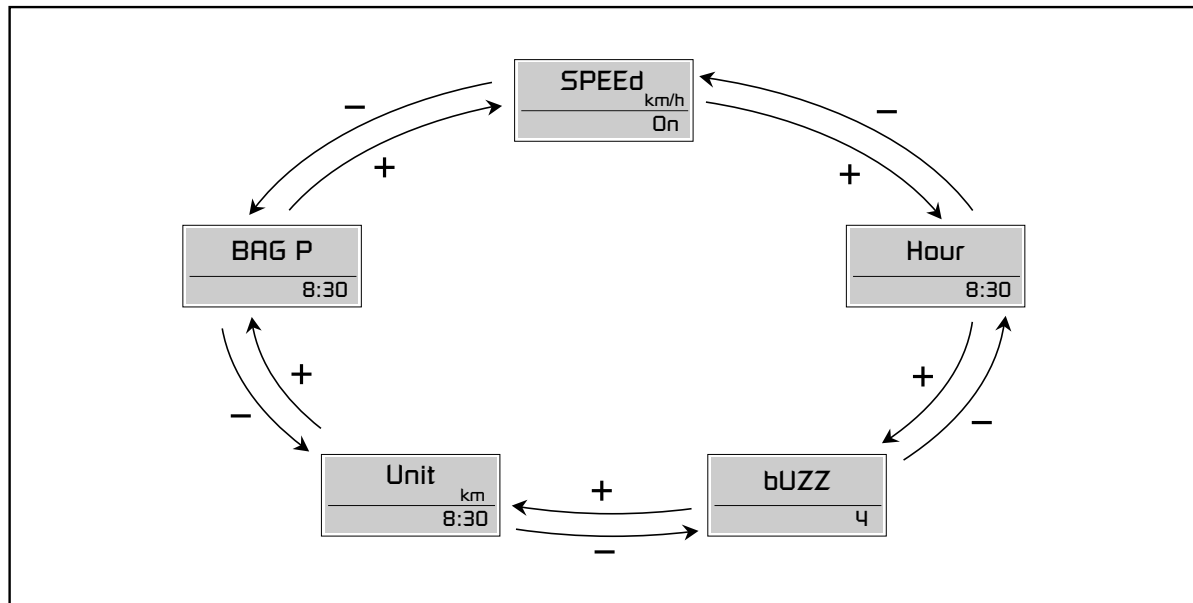 SPEEd
km/h
On
−
+
−
+
BAG P
8:30
Hour
8:30
−
+
+
−
Unit
km
8:30
+
−
bUZZ
4